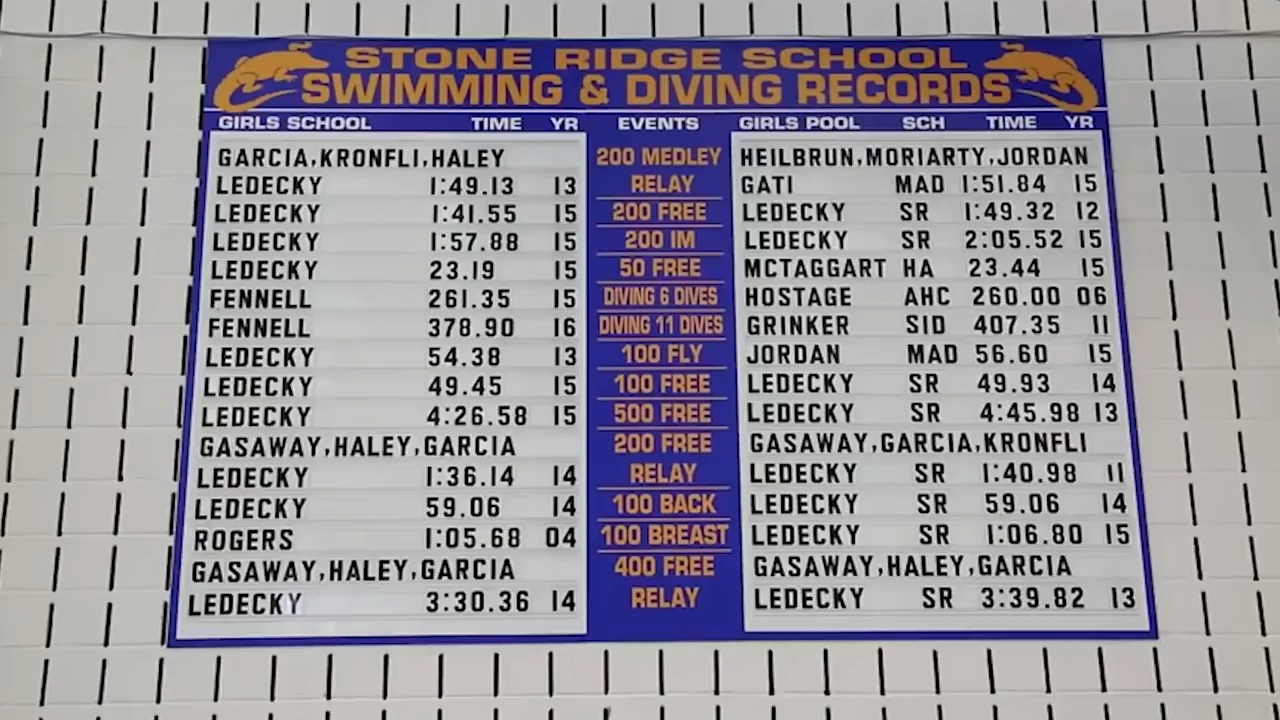 STONE RIDGE SCHOOL
SWIMMING & DIVING RECORDS
GIRLS SCHOOL TIME YR EVENTS GIRLS POOL SCH TIME YR
GARCIA,KRONFLI,HALEY 200 MEDLEY HEILBRUN,MORIARTY,JORDAN
LEDECKY 1:49.13 13 RELAY GATI MAD 1:51.84 15
LEDECKY 1:41.55 15 200 FREE LEDECKY SR 1:49.32 12
LEDECKY 1:57.88 15 200 IM LEDECKY SR 2:05.52 15
LEDECKY 23.19 15 50 FREE MCTAGGART HA 23.44 15
FENNELL 261.35 15 DIVING 6 DIVES HOSTAGE AHC 260.00 06
FENNELL 378.90 16 DIVING 11 DIVES GRINKER SID 407.35 11
LEDECKY 54.38 13 100 FLY JORDAN MAD 56.60 15
LEDECKY 49.45 15 100 FREE LEDECKY SR 49.93 14
LEDECKY 4:26.58 15 500 FREE LEDECKY SR 4:45.98 13
GASAWAY,HALEY,GARCIA 200 FREE GASAWAY,GARCIA,KRONFLI
LEDECKY 1:36.14 14 RELAY LEDECKY SR 1:40.98 11
LEDECKY 59.06 14 100 BACK LEDECKY SR 59.06 14
ROGERS 1:05.68 04 100 BREAST LEDECKY SR 1:06.80 15
GASAWAY,HALEY,GARCIA 400 FREE GASAWAY,HALEY,GARCIA
LEDECKY 3:30.36 14 RELAY LEDECKY SR 3:39.82 13